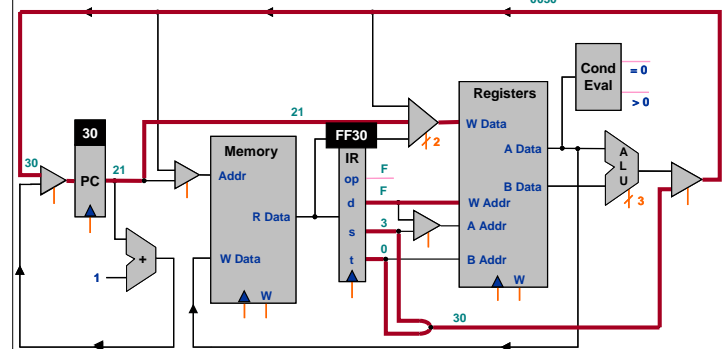 Cond
Eval
= 0
> 0
Registers
W Data
A Data
B Data
W Addr
A Addr
B Addr
W
A
L
U
3
2
21
30
30
21
PC
Memory
Addr
R Data
W Data
W
FF30
IR
op
d
s
t
F
F
3
0
+
1
30